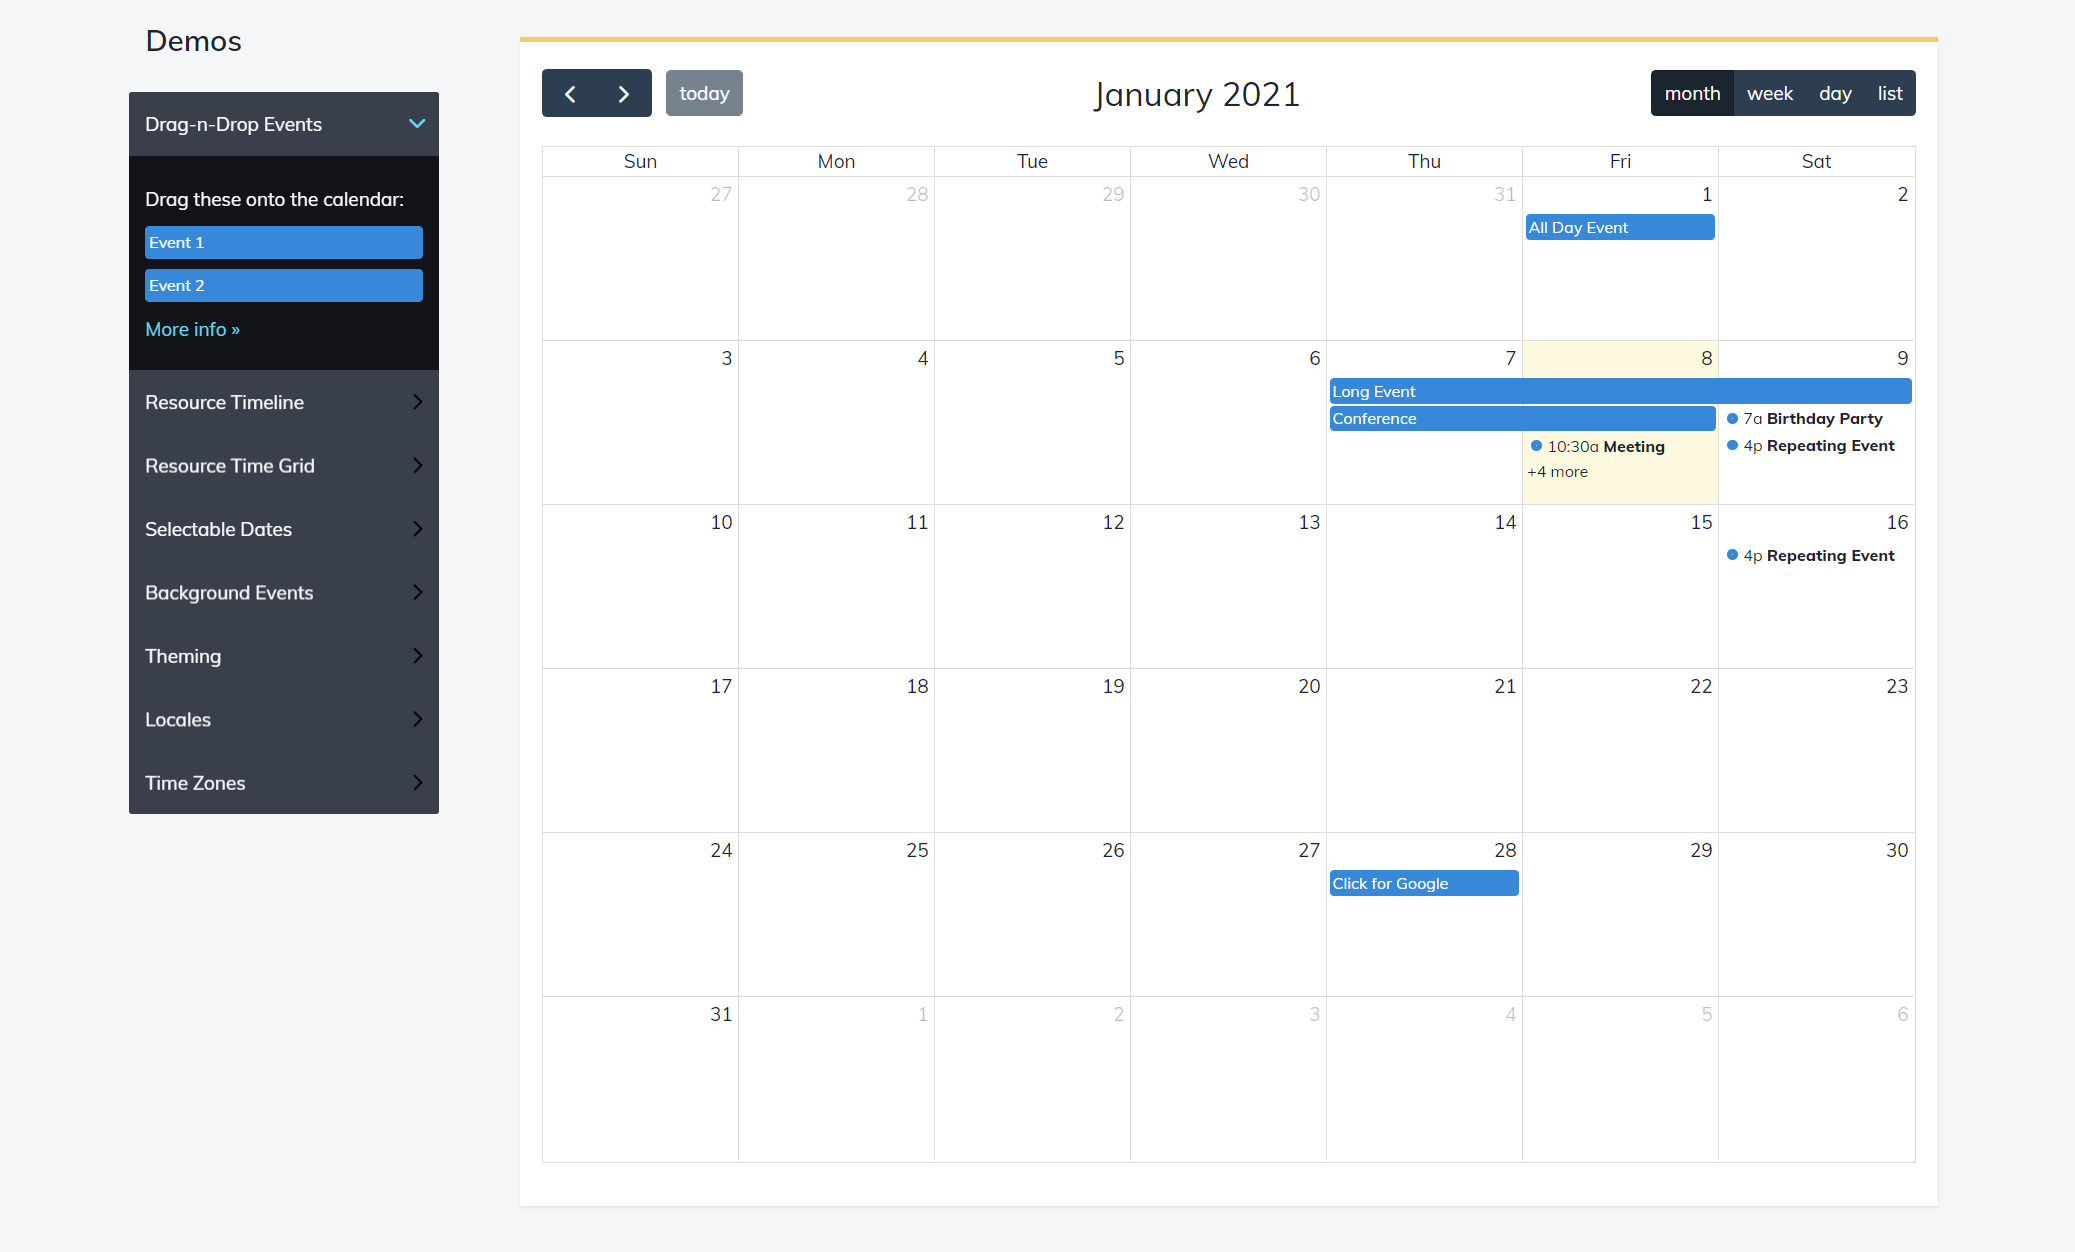 Demos
Drag-n-Drop Events
Drag these onto the calendar:
Event 1
Event 2
More info »
Resource Timeline
Resource Time Grid
Selectable Dates
Background Events
Theming
Locales
Time Zones
today
January 2021
month week day list
Sun Mon Tue Wed Thu Fri Sat
27 28 29 30 31 1 2
All Day Event
3 4 5 6 7 8 9
Long Event
Conference
7a Birthday Party
10:30a Meeting
4p Repeating Event
+4 more
10 11 12 13 14 15 16
4p Repeating Event
17 18 19 20 21 22 23
24 25 26 27 28 29 30
Click for Google
31 1 2 3 4 5 6